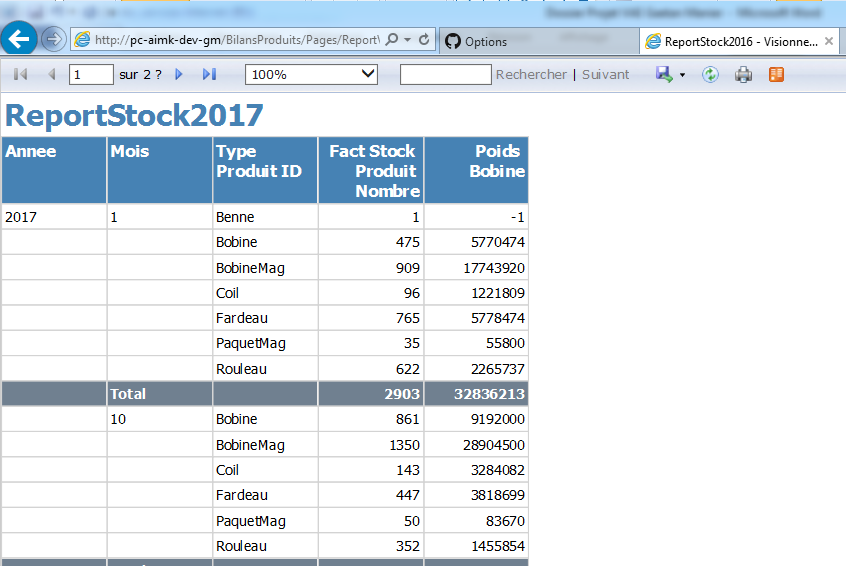 http://pc-aimk-dev-gm/BilansProduits/Pages/Report\ Options ReportStock2016 - Visionne...
1 sur 2 ? 100% Rechercher | Suivant
ReportStock2017
Annee Mois Type Produit ID Fact Stock Produit Nombre Poids Bobine
2017 1 Benne 1 -1
Bobine 475 5770474
BobineMag 909 17743920
Coil 96 1221809
Fardeau 765 5778474
PaquetMag 35 55800
Rouleau 622 2265737
Total 2903 32836213
10 Bobine 861 9192000
BobineMag 1350 28904500
Coil 143 3284082
Fardeau 447 3818699
PaquetMag 50 83670
Rouleau 352 1455854